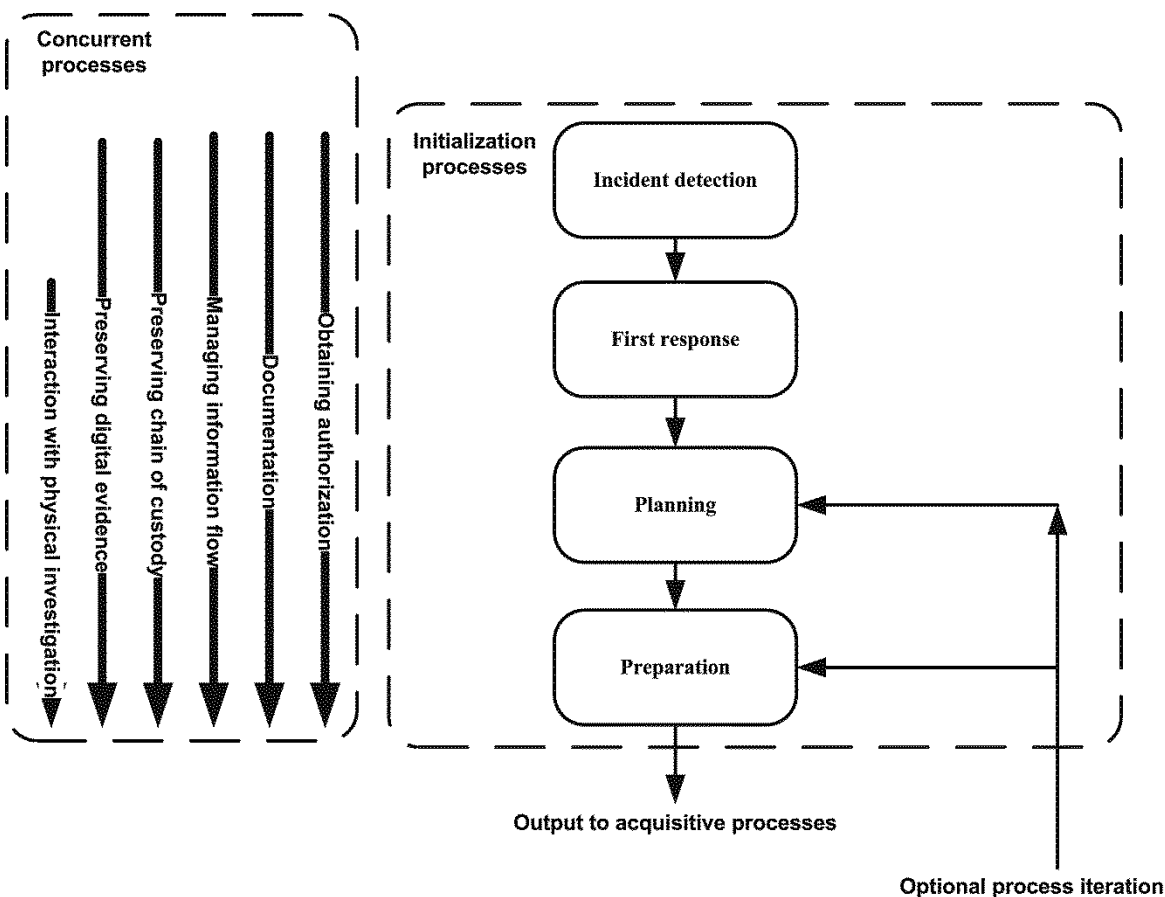 Concurrent
processes
Interaction with physical investigation
Preserving digital evidence
Preserving chain of custody
Managing information flow
Documentation
Obtaining authorization
Initialization
processes
Incident detection
First response
Planning
Preparation
Output to acquisitive processes
Optional process iteration